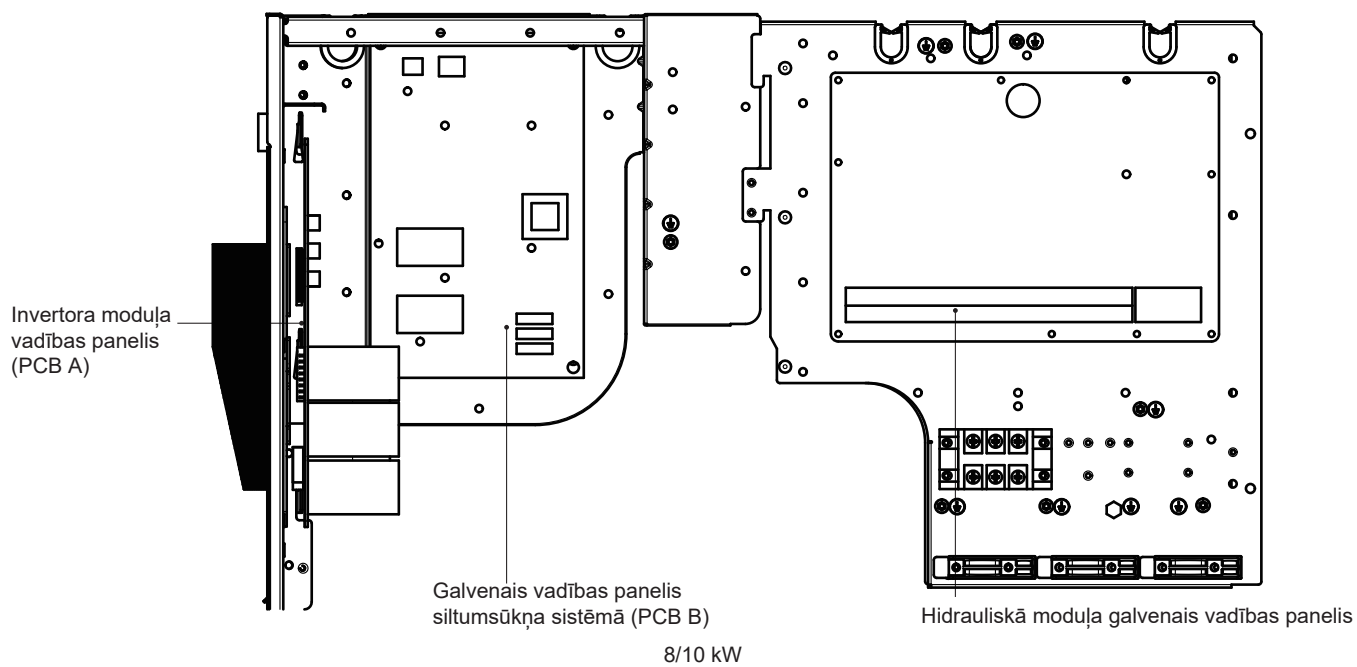 Invertora moduļa
vadības panelis
(PCB A)
Galvenais vadības panelis
siltumsūkņa sistēmā (PCB B)
Hidrauliskā moduļa galvenais vadības panelis
8/10 kW